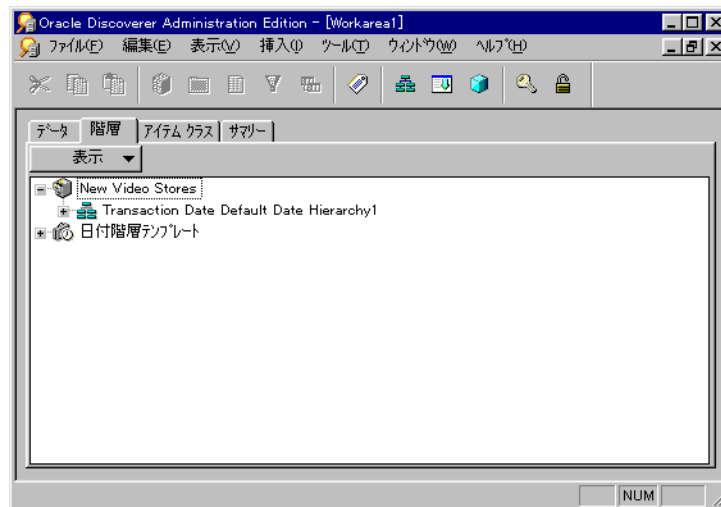 Oracle Discoverer Administration Edition - [Workarea1]
ファイル(F) 編集(E) 表示(V) 挿入(I) ツール(T) ウィンドウ(W) ヘルプ(H)
データ 階層 アイテム クラス サマリー
表示
New Video Stores
Transaction Date Default Date Hierarchy1
日付階層テンプレート
NUM